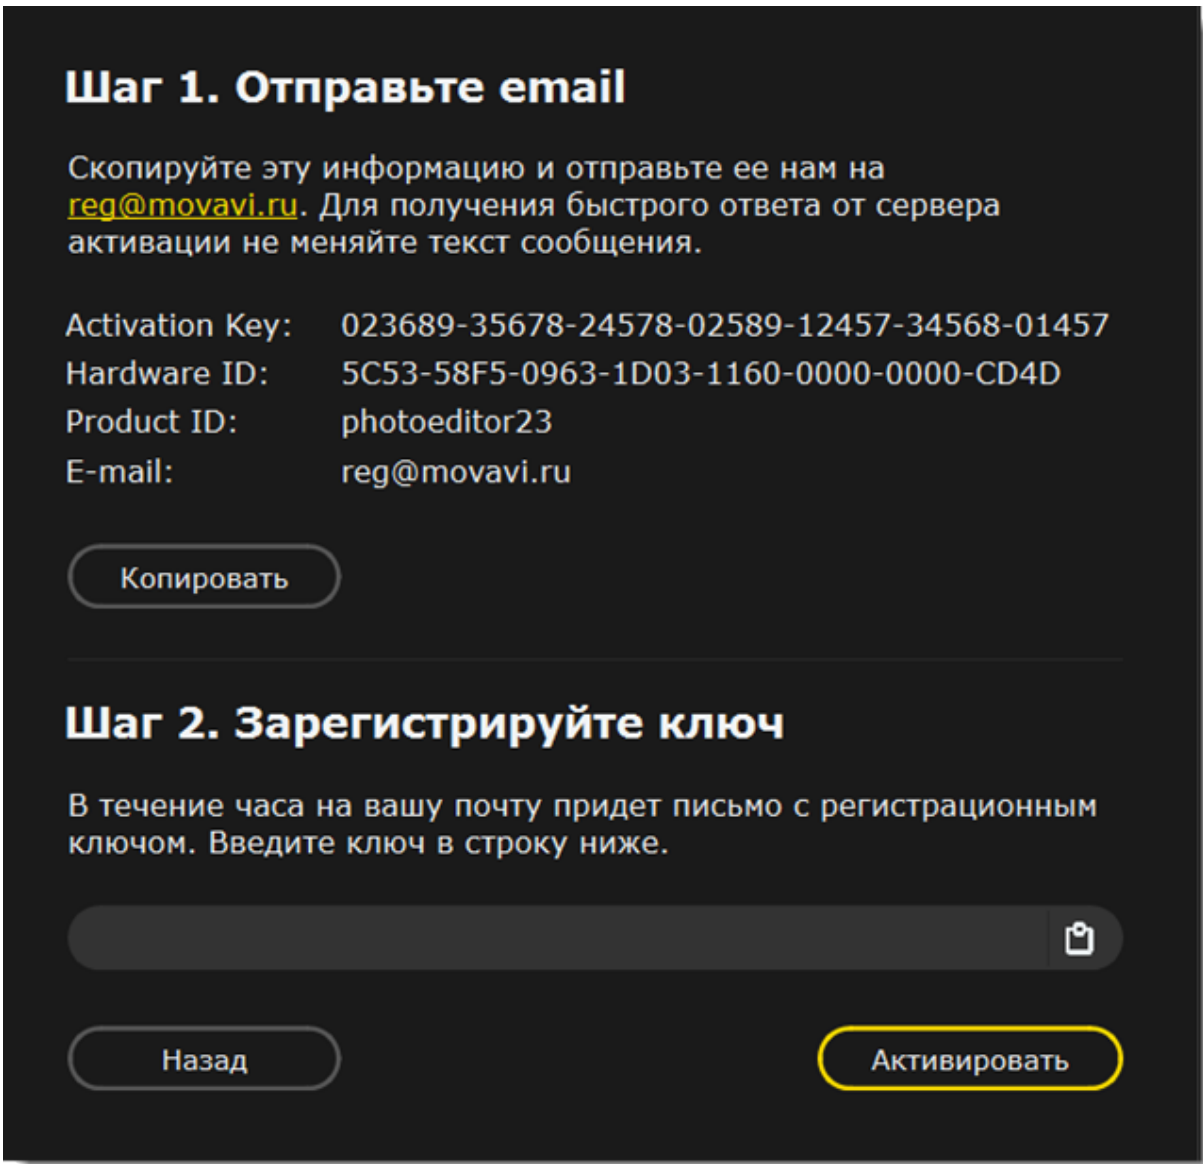 Шаг 1. Отправьте email
Скопируйте эту информацию и отправьте ее нам на
reg@movavi.ru. Для получения быстрого ответа от сервера
активации не меняйте текст сообщения.
Activation Key: 023689-35678-24578-02589-12457-34568-01457
Hardware ID: 5C53-58F5-0963-1D03-1160-0000-0000-CD4D
Product ID: photoeditor23
E-mail: reg@movavi.ru
Копировать
Шаг 2. Зарегистрируйте ключ
В течение часа на вашу почту придет письмо с регистрационным
ключом. Введите ключ в строку ниже.
Назад Активировать